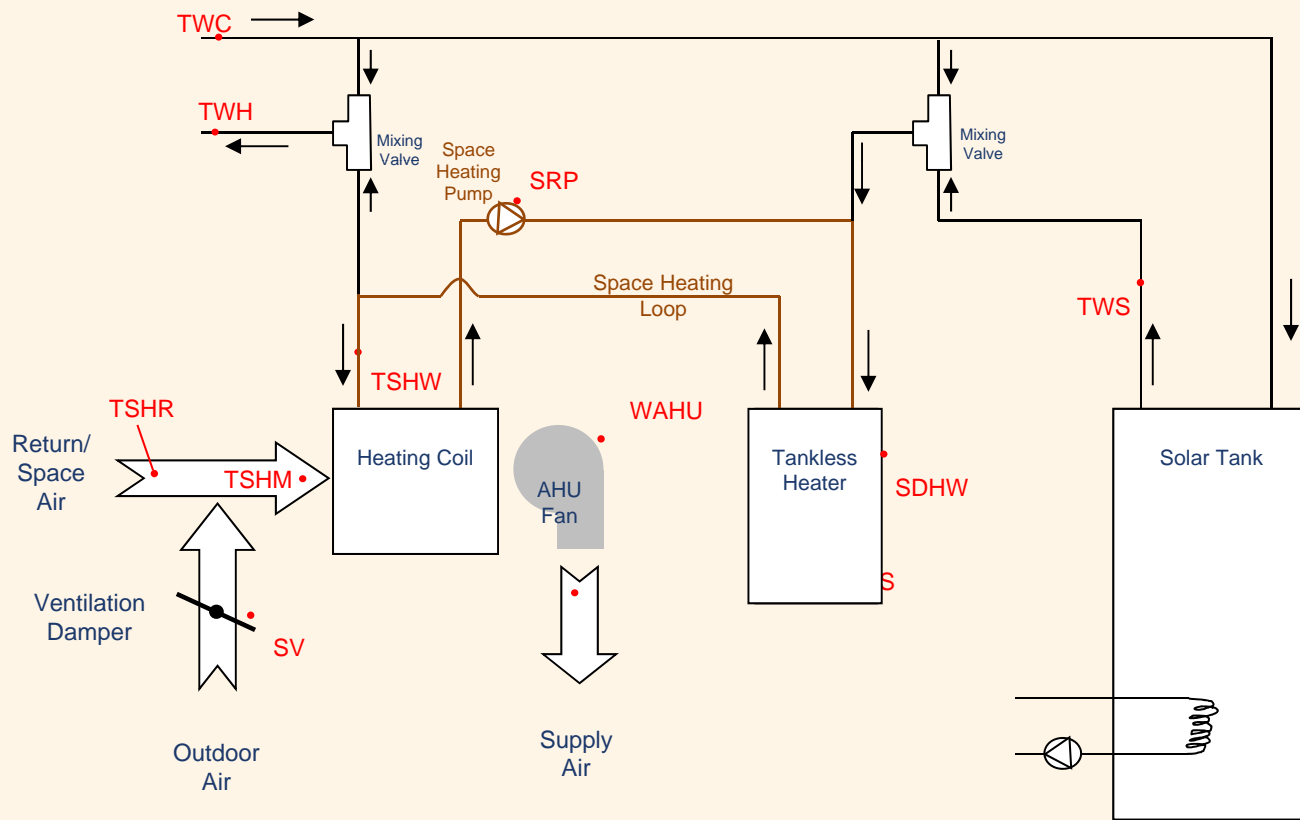 TWC
TWH
Mixing
Valve
Space
Heating
Pump
SRP
Mixing
Valve
Space Heating
Loop
TWS
TSHW
TSHR
WAHU
Return/
Space
Air
TSHM
Heating Coil
AHU
Fan
Tankless
Heater
SDHW
Solar Tank
S
Ventilation
Damper
SV
Outdoor
Air
Supply
Air